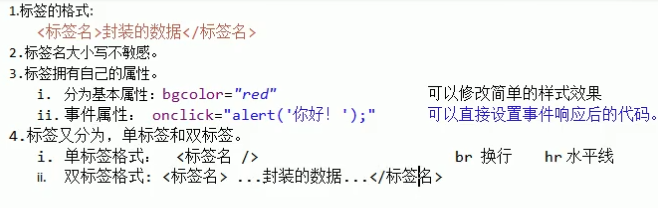 1.标签的格式:
<标签名>封装的数据</标签名>
2.标签名大小写不敏感。
3.标签拥有自己的属性。
i. 分为基本属性：bgcolor="red" 可以修改简单的样式效果
ii.事件属性： onclick="alert('你好！');" 可以直接设置事件响应后的代码。
4.标签又分为，单标签和双标签。
i. 单标签格式： <标签名 /> br 换行 hr 水平线
ii. 双标签格式：<标签名> ...封装的数据...</标签名>